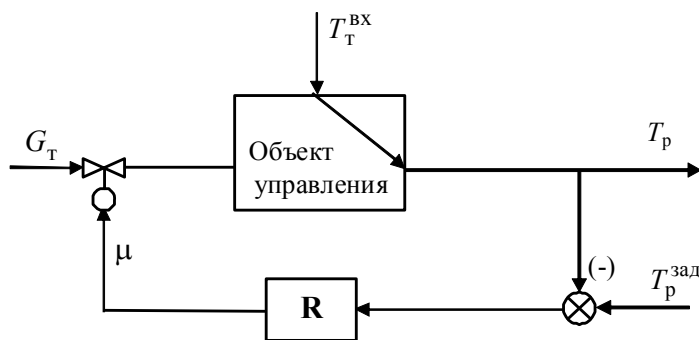 T_т^вх
G_т
Объект
управления
T_р
μ
(-)
T_р^зад
R